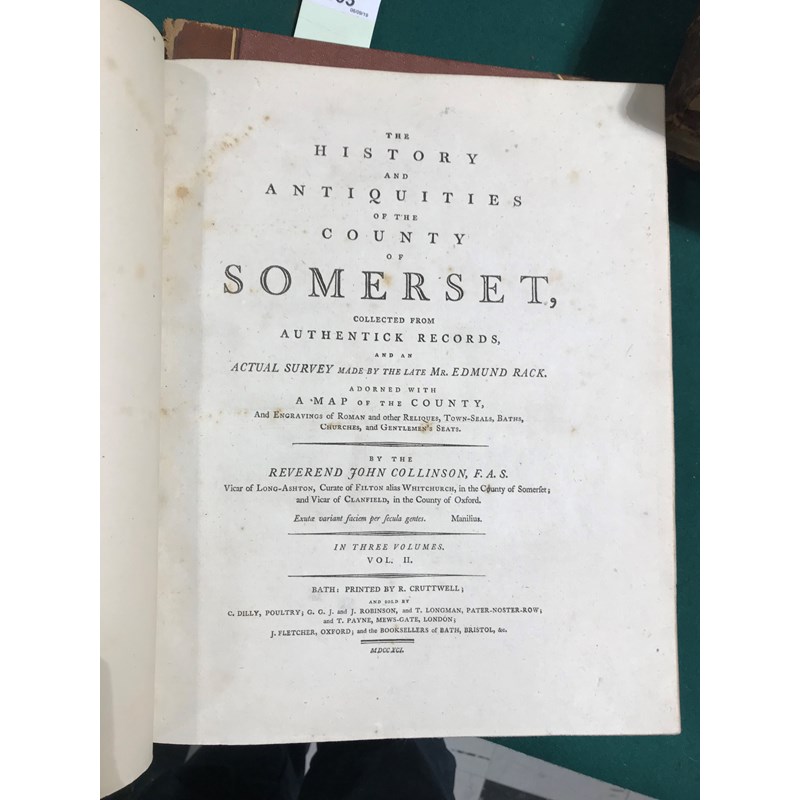 05/09/18
THE
HISTORY
AND
ANTIQUITIES
OF THE
COUNTY
OF
SOMERSET,
COLLECTED FROM
AUTHENTICK RECORDS,
AND AN
ACTUAL SURVEY MADE BY THE LATE MR. EDMUND RACK.
ADORNED WITH
A MAP OF THE COUNTY,
And ENGRAVINGS of ROMAN and other RELIQUES, TOWN-SEALS, BATHS,
CHURCHES, and GENTLEMEN'S SEATS.
BY THE
REVEREND JOHN COLLINSON, F.A.S.
Vicar of LONG-ASHTON, Curate of FILTON alias WHITCHURCH, in the County of Somerſet;
and Vicar of CLANFIELD, in the County of Oxford.
Exutæ variant faciem per ſecula gentes. Manilius.
IN THREE VOLUMES.
VOL. II.
BATH: PRINTED BY R. CRUTTWELL;
AND SOLD BY
C. DILLY, POULTRY; G. G. J. and J. ROBINSON, and T. LONGMAN, PATER-NOSTER-ROW;
and T. PAYNE, MEWS-GATE, LONDON;
J. FLETCHER, OXFORD; and the BOOKSELLERS of BATH, BRISTOL, &c.
MDCCXCI.